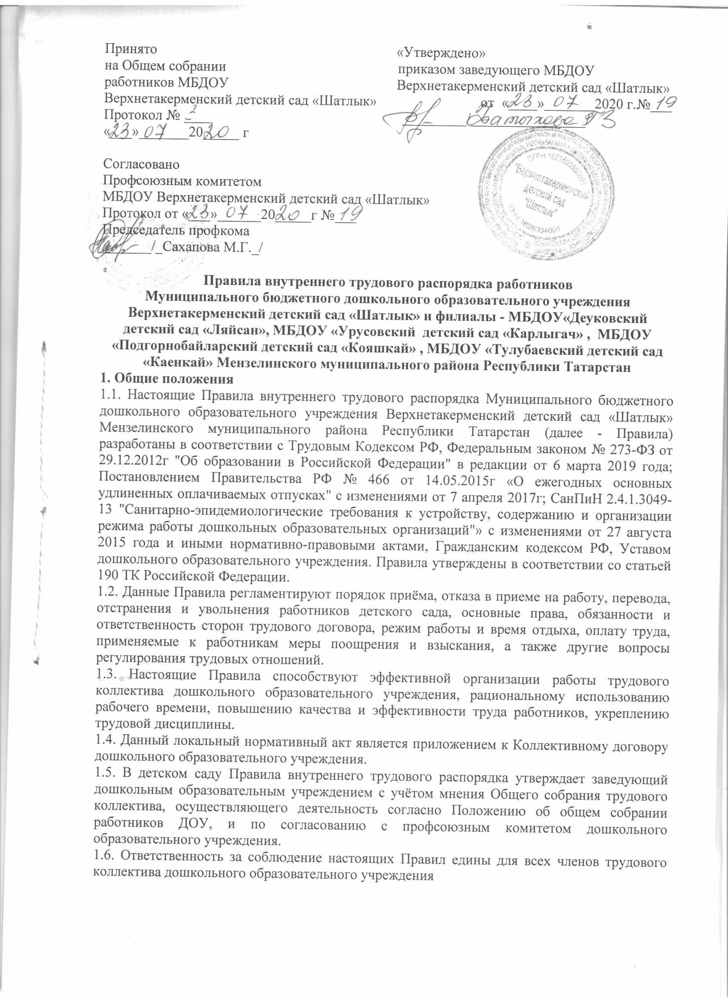 Принято
на Общем собрании
работников МБДОУ
Верхнетакерменский детский сад «Шатлык»
Протокол № 3
«23» 07 2020 г
«Утверждено»
приказом заведующего МБДОУ
Верхнетакерменский детский сад «Шатлык»
от «23» 07 2020 г.№ 19
Согласовано
Профсоюзным комитетом
МБДОУ Верхнетакерменский детский сад «Шатлык»
Протокол от «23» 07 2020 г № 19
Председатель профкома
/_Сахапова М.Г._/
"Верхнетакерменский
детский сад
"Шатлык"
Правила внутреннего трудового распорядка работников
Муниципального бюджетного дошкольного образовательного учреждения
Верхнетакерменский детский сад «Шатлык» и филиалы - МБДОУ«Деуковский
детский сад «Ляйсан», МБДОУ «Урусовский детский сад «Карлыгач» , МБДОУ
«Подгорнобайларский детский сад «Кояшкай» , МБДОУ «Тулубаевский детский сад
«Каенкай» Мензелинского муниципального района Республики Татарстан
1. Общие положения
1.1. Настоящие Правила внутреннего трудового распорядка Муниципального бюджетного
дошкольного образовательного учреждения Верхнетакерменский детский сад «Шатлык»
Мензелинского муниципального района Республики Татарстан (далее - Правила)
разработаны в соответствии с Трудовым Кодексом РФ, Федеральным законом № 273-ФЗ от
29.12.2012г "Об образовании в Российской Федерации" в редакции от 6 марта 2019 года;
Постановлением Правительства РФ № 466 от 14.05.2015г «О ежегодных основных
удлиненных оплачиваемых отпусках" с изменениями от 7 апреля 2017г; СанПиН 2.4.1.3049-
13 "Санитарно-эпидемиологические требования к устройству, содержанию и организации
режима работы дошкольных образовательных организаций"» с изменениями от 27 августа
2015 года и иными нормативно-правовыми актами, Гражданским кодексом РФ, Уставом
дошкольного образовательного учреждения. Правила утверждены в соответствии со статьей
190 ТК Российской Федерации.
1.2. Данные Правила регламентируют порядок приёма, отказа в приеме на работу, перевода,
отстранения и увольнения работников детского сада, основные права, обязанности и
ответственность сторон трудового договора, режим работы и время отдыха, оплату труда,
применяемые к работникам меры поощрения и взыскания, а также другие вопросы
регулирования трудовых отношений.
1.3. Настоящие Правила способствуют эффективной организации работы трудового
коллектива дошкольного образовательного учреждения, рациональному использованию
рабочего времени, повышению качества и эффективности труда работников, укреплению
трудовой дисциплины.
1.4. Данный локальный нормативный акт является приложением к Коллективному договору
дошкольного образовательного учреждения.
1.5. В детском саду Правила внутреннего трудового распорядка утверждает заведующий
дошкольным образовательным учреждением с учётом мнения Общего собрания трудового
коллектива, осуществляющего деятельность согласно Положению об общем собрании
работников ДОУ, и по согласованию с профсоюзным комитетом дошкольного
образовательного учреждения.
1.6. Ответственность за соблюдение настоящих Правил едины для всех членов трудового
коллектива дошкольного образовательного учреждения